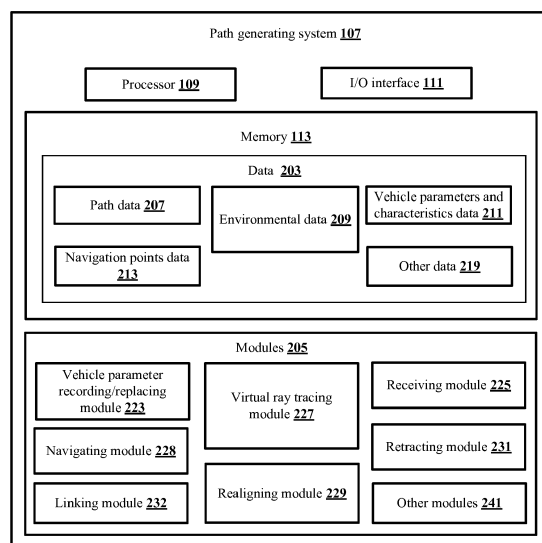 Path generating system 107
Processor 109
I/O interface 111
Memory 113
Data 203
Path data 207
Environmental data 209
Vehicle parameters and
characteristics data 211
Navigation points data
213
Other data 219
Modules 205
Vehicle parameter
recording/replacing
module 223
Virtual ray tracing
module 227
Receiving module 225
Navigating module 228
Retracting module 231
Linking module 232
Realigning module 229
Other modules 241